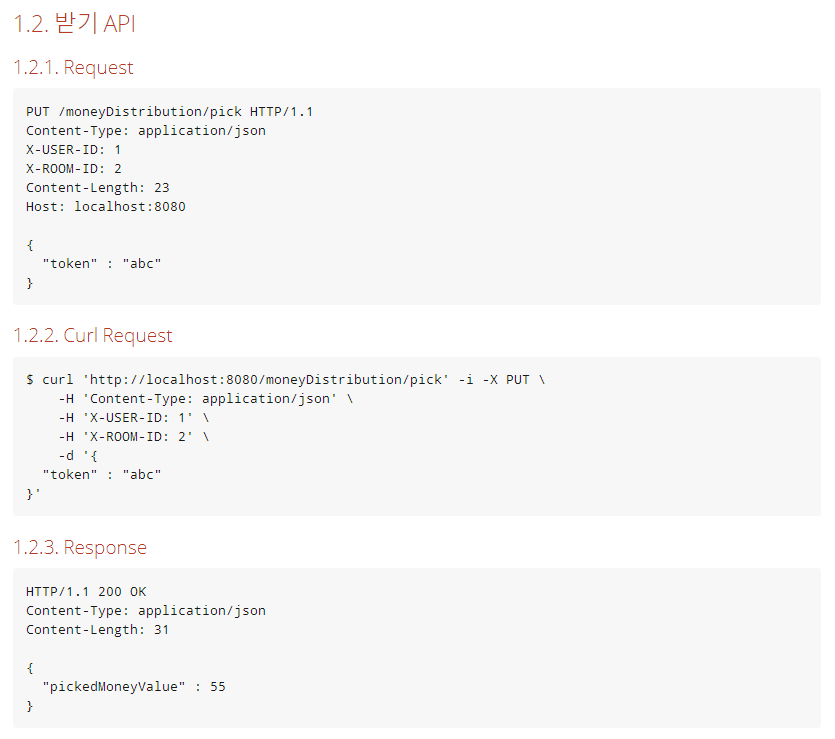 1.2. 받기 API
1.2.1. Request
PUT /moneyDistribution/pick HTTP/1.1
Content-Type: application/json
X-USER-ID: 1
X-ROOM-ID: 2
Content-Length: 23
Host: localhost:8080
{
  "token" : "abc"
}
1.2.2. Curl Request
$ curl 'http://localhost:8080/moneyDistribution/pick' -i -X PUT \
    -H 'Content-Type: application/json' \
    -H 'X-USER-ID: 1' \
    -H 'X-ROOM-ID: 2' \
    -d '{
  "token" : "abc"
}'
1.2.3. Response
HTTP/1.1 200 OK
Content-Type: application/json
Content-Length: 31
{
  "pickedMoneyValue" : 55
}